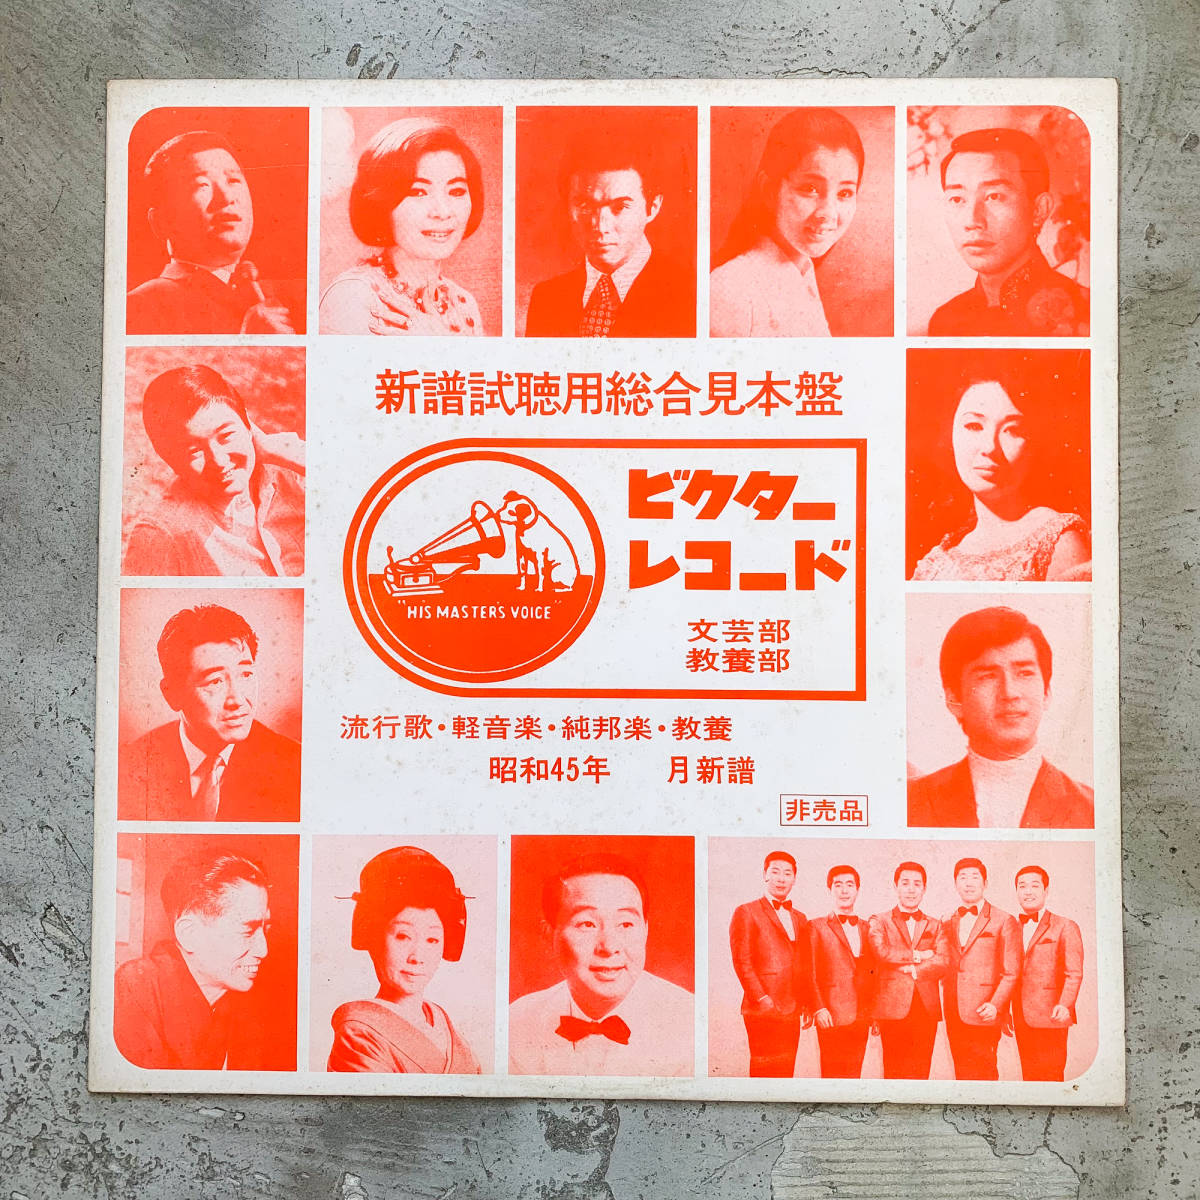 新譜試聴用総合見本盤
ビクター
レコード
"HIS MASTER'S VOICE"
文芸部
教養部
流行歌・軽音楽・純邦楽・教養
昭和45年 月新譜
非売品